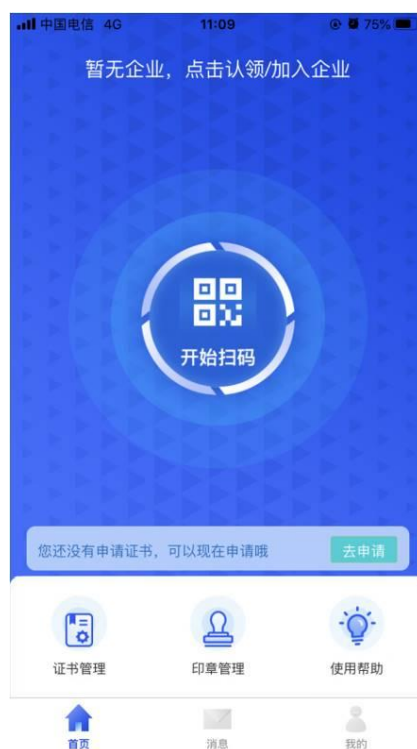 中国电信 4G 11:09 75%
暂无企业，点击认领/加入企业
开始扫码
您还没有申请证书，可以现在申请哦 去申请
证书管理 印章管理 使用帮助
首页 消息 我的